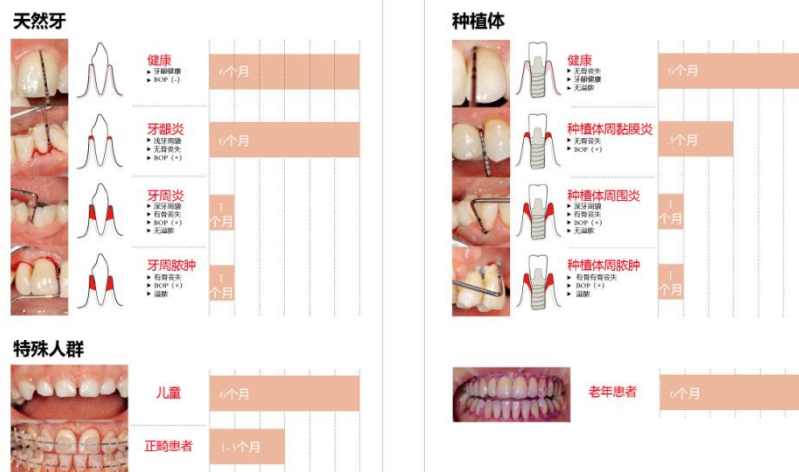 天然牙
健康
▸ 牙龈健康
▸ BOP（-）
6个月
牙龈炎
▸ 浅牙周袋
▸ 无骨丧失
▸ BOP（+）
6个月
牙周炎
▸ 深牙周袋
▸ 有骨丧失
▸ BOP（+）
▸ 无溢脓
1
个月
牙周脓肿
▸ 有骨丧失
▸ BOP（+）
▸ 溢脓
1
个月
特殊人群
儿童
6个月
正畸患者
1-3个月
种植体
健康
▸ 无骨丧失
▸ 牙龈健康
▸ 无溢脓
6个月
种植体周黏膜炎
▸ 无骨丧失
▸ BOP（+）
3个月
种植体周围炎
▸ 深牙周袋
▸ 有骨丧失
▸ BOP（+）
▸ 无溢脓
1
个月
种植体周脓肿
▸ 有骨有骨丧失
▸ BOP（+）
▸ 溢脓
1
个月
老年患者
6个月